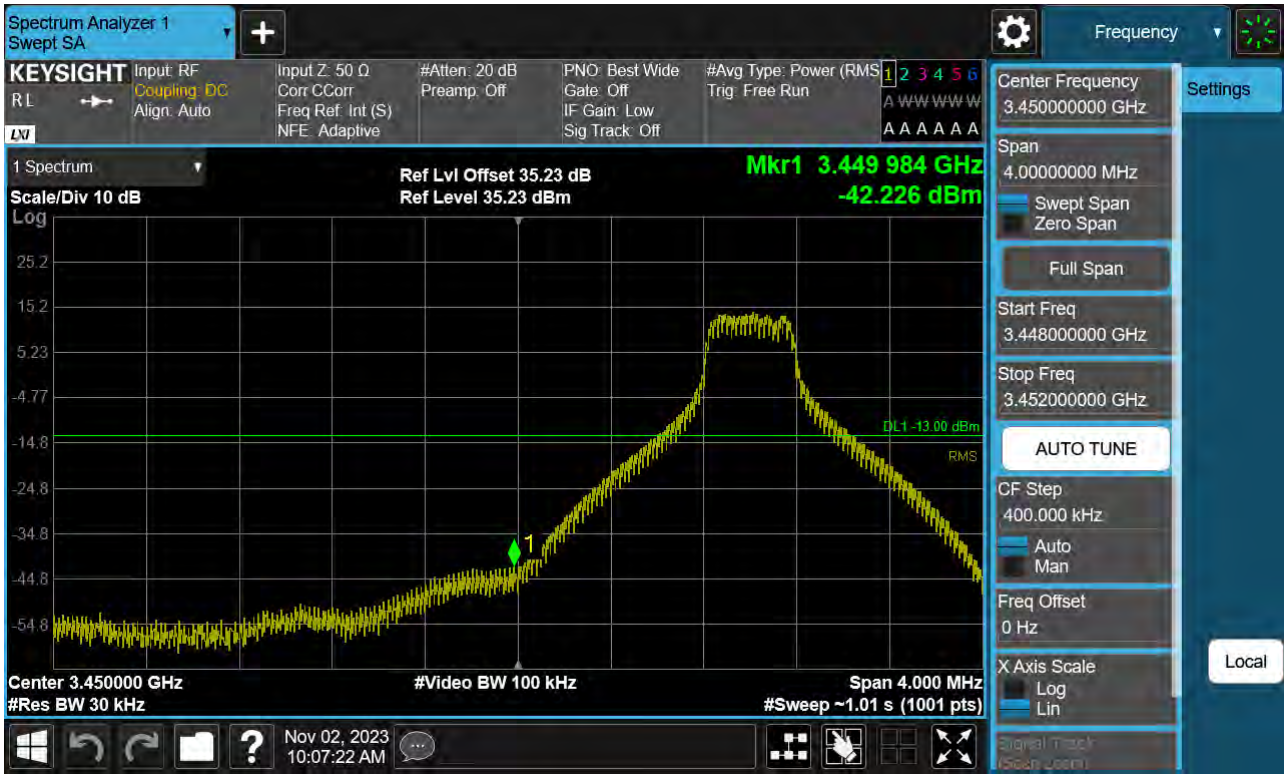 Spectrum Analyzer 1
Swept SA
+
Frequency
KEYSIGHT
RL
LXI
Input: RF
Coupling: DC
Align: Auto
Input Z: 50 Ω
Corr CCorr
Freq Ref: Int (S)
NFE: Adaptive
#Atten: 20 dB
Preamp: Off
PNO: Best Wide
Gate: Off
IF Gain: Low
Sig Track: Off
#Avg Type: Power (RMS
Trig: Free Run
1 2 3 4 5 6
A W W W W W
A A A A A A
1 Spectrum
Scale/Div 10 dB
Log
Ref Lvl Offset 35.23 dB
Ref Level 35.23 dBm
Mkr1 3.449 984 GHz
-42.226 dBm
25.2
15.2
5.23
-4.77
-14.8
-24.8
-34.8
-44.8
-54.8
DL1 -13.00 dBm
RMS
1
Center 3.450000 GHz
#Res BW 30 kHz
#Video BW 100 kHz
Span 4.000 MHz
#Sweep ~1.01 s (1001 pts)
Center Frequency
3.450000000 GHz
Span
4.00000000 MHz
Swept Span
Zero Span
Full Span
Start Freq
3.448000000 GHz
Stop Freq
3.452000000 GHz
AUTO TUNE
CF Step
400.000 kHz
Auto
Man
Freq Offset
0 Hz
X Axis Scale
Log
Lin
Signal Track
(Span Zoom)
Settings
Local
?
Nov 02, 2023
10:07:22 AM